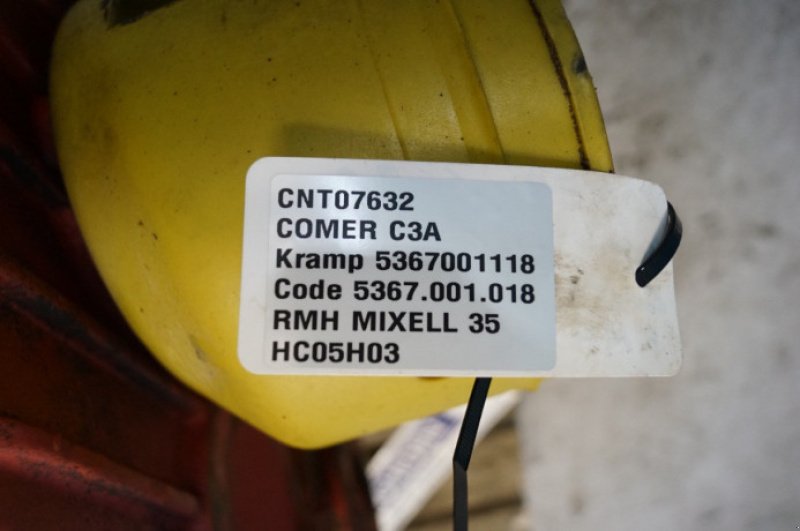 CNT07632
COMER C3A
Kramp 5367001118
Code 5367.001.018
RMH MIXELL 35
HC05H03